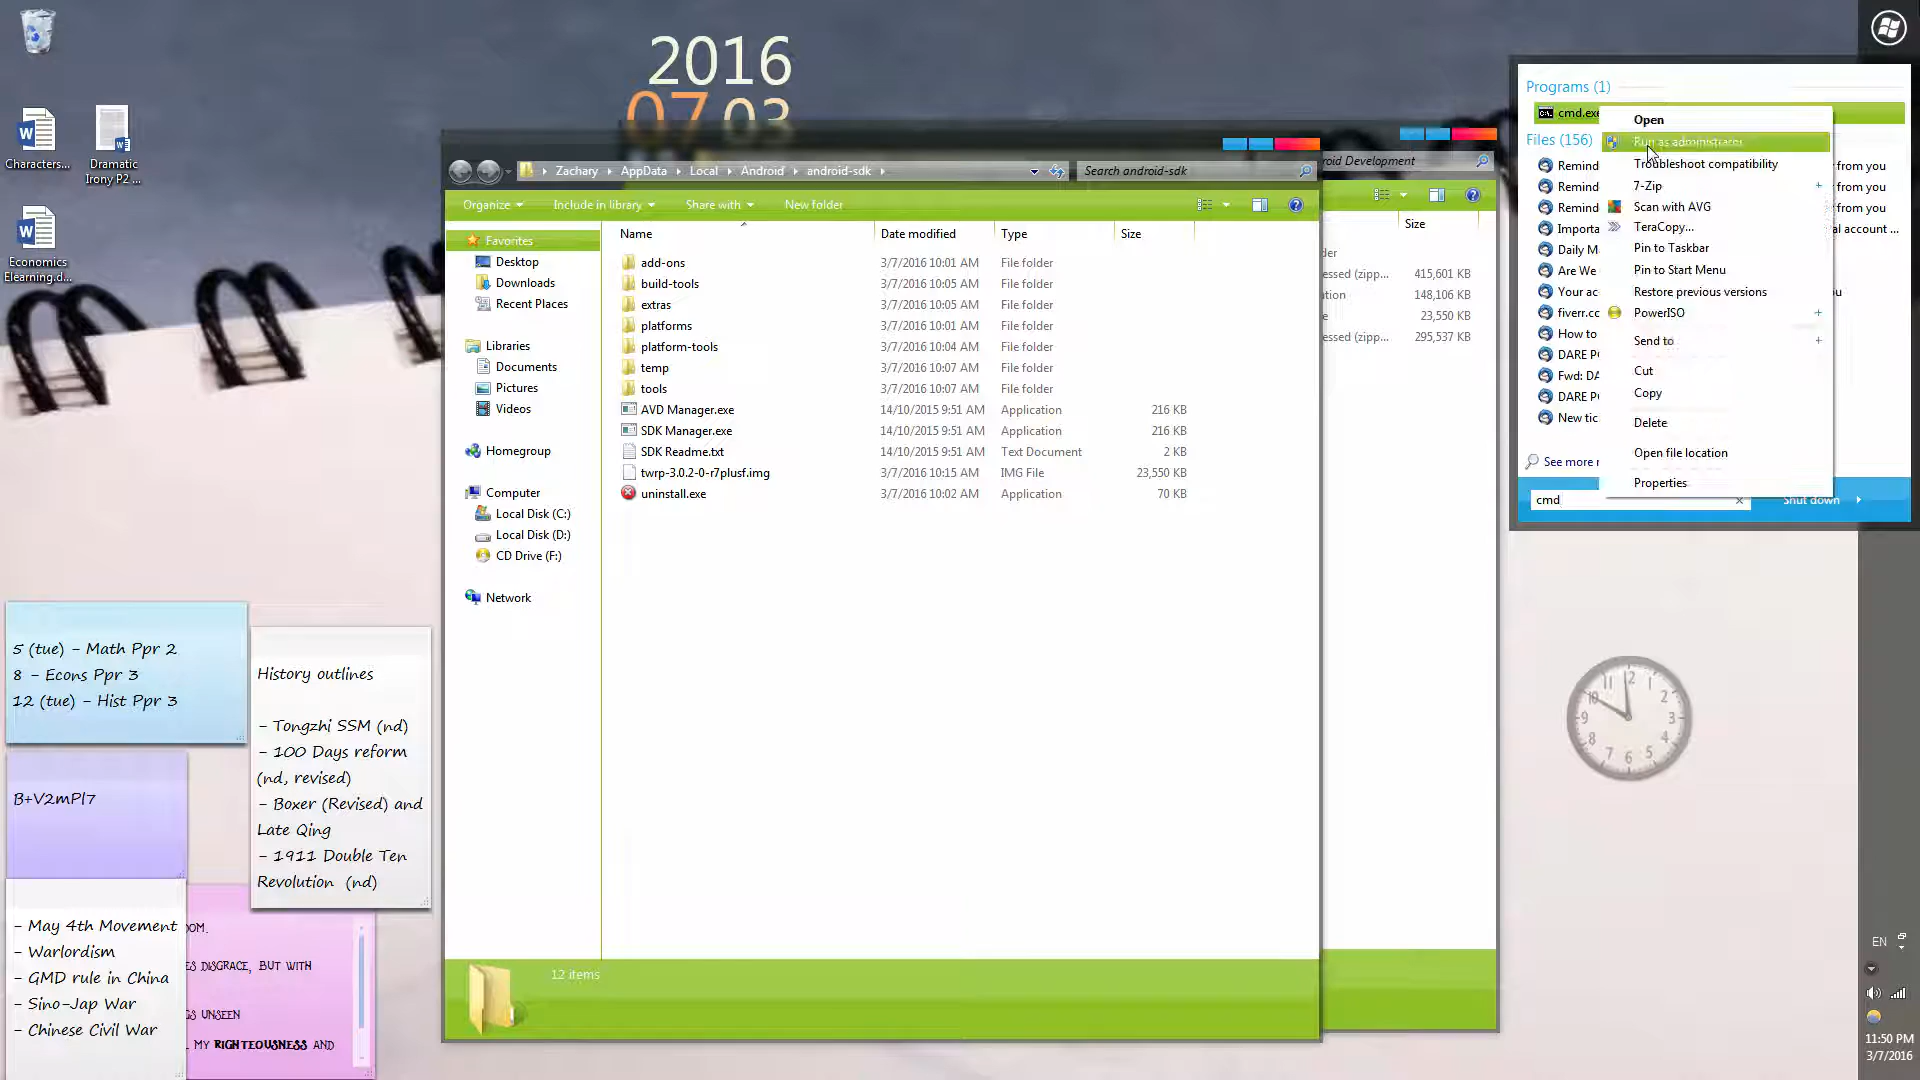 2016
07 03
Characters...
Dramatic
Irony P2 ...
Economics
Elearning.d...
5 (tue) - Math Ppr 2
8 - Econs Ppr 3
12 (tue) - Hist Ppr 3
B+V2mPl7
History outlines
- Tongzhi SSM (nd)
- 100 Days reform
(nd, revised)
- Boxer (Revised) and
Late Qing
- 1911 Double Ten
Revolution (nd)
- May 4th Movement
- Warlordism
- GMD rule in China
- Sino-Jap War
- Chinese Civil War
DISGRACE, BUT WITH
UNSEEN
MY RIGHTEOUSNESS AND
Zachary AppData Local Android android-sdk
Search android-sdk
Organize Include in library Share with New folder
Favorites
Desktop
Downloads
Recent Places
Libraries
Documents
Pictures
Videos
Homegroup
Computer
Local Disk (C:)
Local Disk (D:)
CD Drive (F:)
Network
Name Date modified Type Size
add-ons 3/7/2016 10:01 AM File folder
build-tools 3/7/2016 10:05 AM File folder
extras 3/7/2016 10:05 AM File folder
platforms 3/7/2016 10:01 AM File folder
platform-tools 3/7/2016 10:04 AM File folder
temp 3/7/2016 10:07 AM File folder
tools 3/7/2016 10:07 AM File folder
AVD Manager.exe 14/10/2015 9:51 AM Application 216 KB
SDK Manager.exe 14/10/2015 9:51 AM Application 216 KB
SDK Readme.txt 14/10/2015 9:51 AM Text Document 2 KB
twrp-3.0.2-0-r7plusf.img 3/7/2016 10:15 AM IMG File 23,550 KB
uninstall.exe 3/7/2016 10:02 AM Application 70 KB
12 items
roid Development
Size
der
essed (zipp... 415,601 KB
tion 148,106 KB
e 23,550 KB
essed (zipp... 295,537 KB
Programs (1)
cmd.exe
Files (156)
Remind
Remind
Remind
Importa
Daily M
Are We
Your ac
fiverr.cc
How to
DARE PO
Fwd: DA
DARE PO
New tic
from you
from you
from you
al account ...
u
See more r
cmd
Shut down
Open
Run as administrator
Troubleshoot compatibility
7-Zip
Scan with AVG
TeraCopy...
Pin to Taskbar
Pin to Start Menu
Restore previous versions
PowerISO
Send to
Cut
Copy
Delete
Open file location
Properties
11 12 1
10 2
9 3
8 4
7 6 5
EN
11:50 PM
3/7/2016